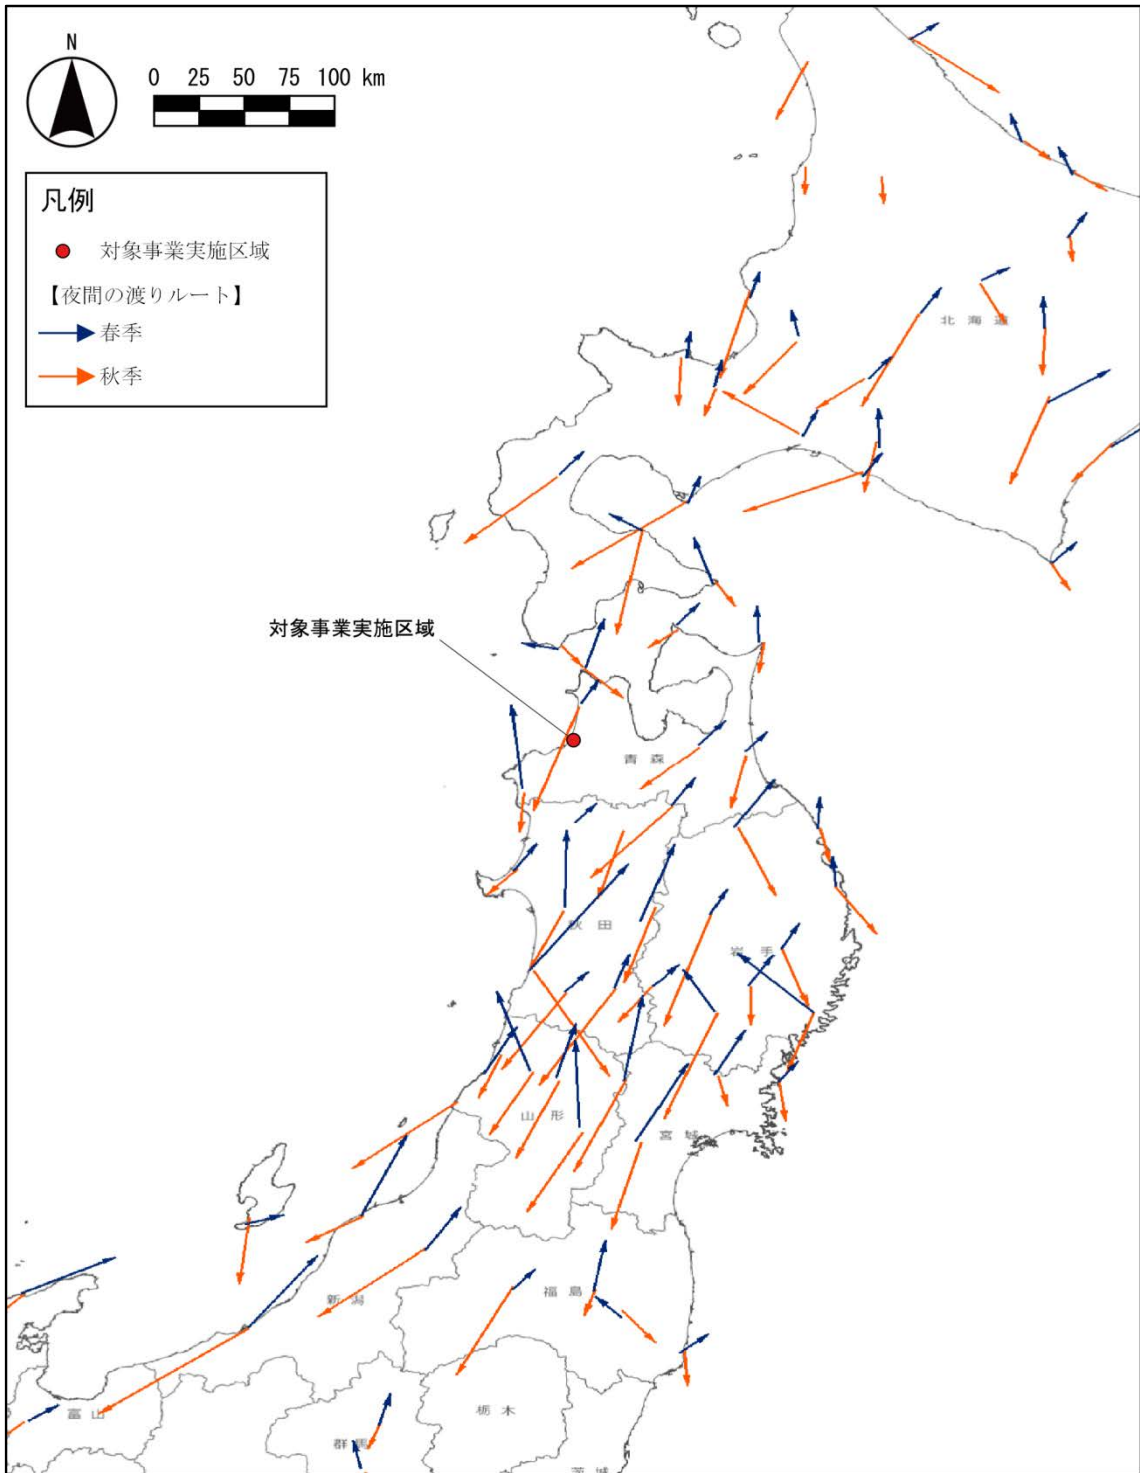 N
0 25 50 75 100 km
凡例
対象事業実施区域
【夜間の渡りルート】
春季
秋季
北 海 道
対象事業実施区域
青 森
秋 田
岩 手
山 形
宮 城
新 潟
福 島
富 山
栃 木
群 馬
茨 城